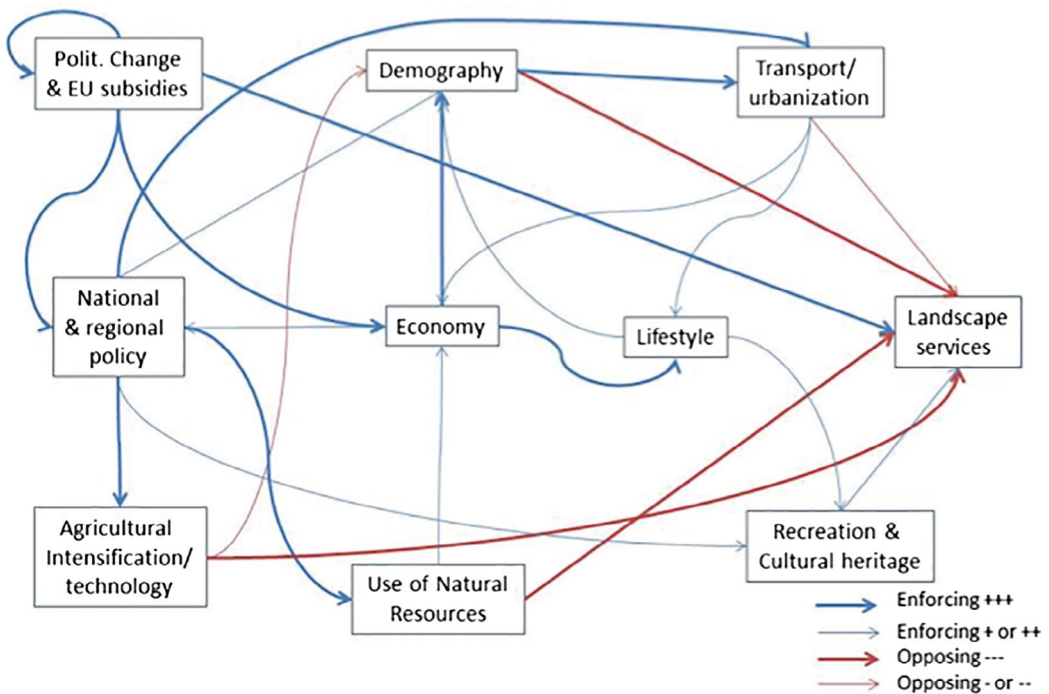 Polit. Change
& EU subsidies
Demography
Transport/
urbanization
National
& regional
policy
Economy
Lifestyle
Landscape
services
Agricultural
Intensification/
technology
Use of Natural
Resources
Recreation &
Cultural heritage
Enforcing +++
Enforcing + or ++
Opposing ---
Opposing - or --